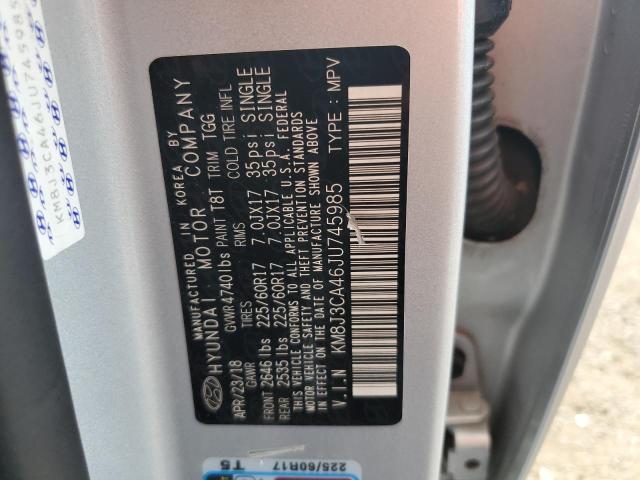 MANUFACTURED IN KOREA BY
HYUNDAI MOTOR COMPANY
APR/23/18 GVWR 4740 lbs PAINT T8T TRIM TGG
GAWR TIRES RIMS COLD TIRE INFL
FRONT 2646 lbs 225/60R17 7.0JX17 35psi SINGLE
REAR 2535 lbs 225/60R17 7.0JX17 35psi SINGLE
THIS VEHICLE CONFORMS TO ALL APPLICABLE U.S.A. FEDERAL
MOTOR VEHICLE SAFETY AND THEFT PREVENTION STANDARDS
IN EFFECT ON THE DATE OF MANUFACTURE SHOWN ABOVE
V.I.N KM8J3CA46JU745985 TYPE : MPV
KM8J3CA46JU745985
225/60R17
T5